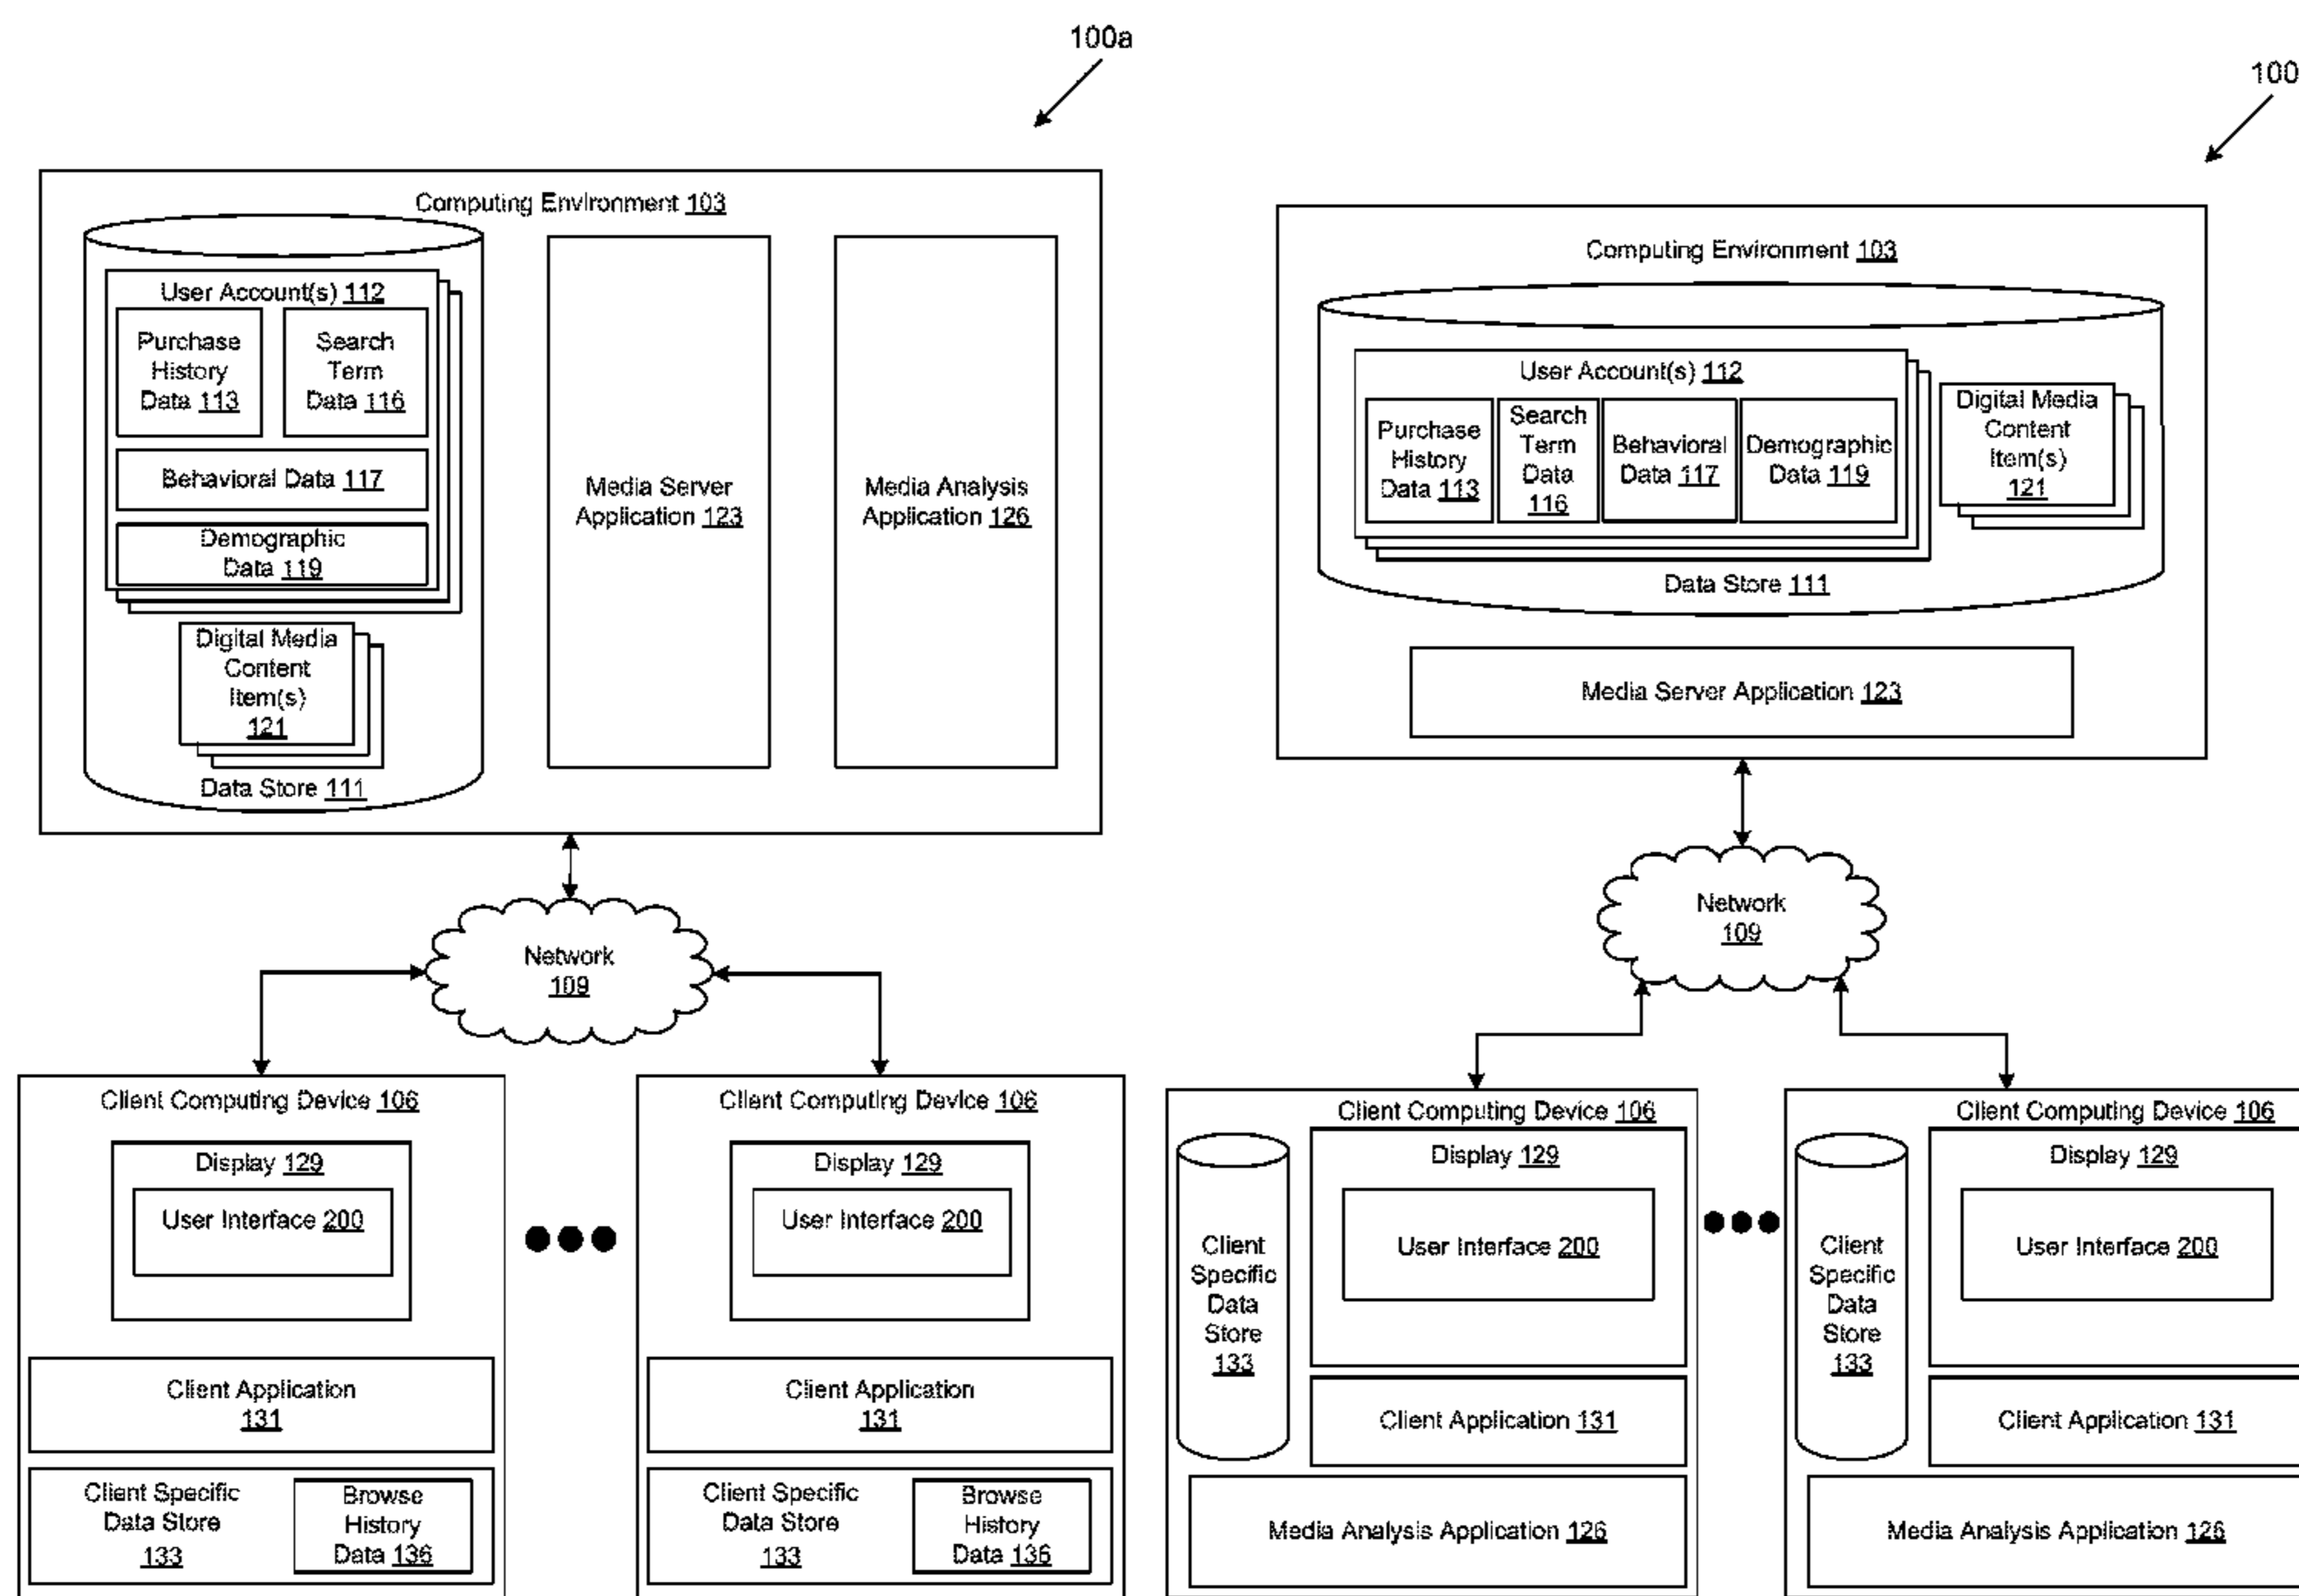 100a
Computing Environment 103
User Account(s) 112
Purchase
History
Data 113
Search
Term
Data 116
Behavioral Data 117
Demographic
Data 119
Digital Media
Content
Item(s)
121
Data Store 111
Media Server
Application 123
Media Analysis
Application 126
Network
109
Client Computing Device 106
Display 129
User Interface 200
Client Application
131
Client Specific
Data Store
133
Browse
History
Data 136
Client Computing Device 106
Display 129
User Interface 200
Client Application
131
Client Specific
Data Store
133
Browse
History
Data 136
100
Computing Environment 103
User Account(s) 112
Purchase
History
Data 113
Search
Term
Data
116
Behavioral
Data 117
Demographic
Data 119
Digital Media
Content
Item(s)
121
Data Store 111
Media Server Application 123
Network
109
Client Computing Device 106
Client
Specific
Data
Store
133
Display 129
User Interface 200
Client Application 131
Media Analysis Application 126
Client Computing Device 106
Client
Specific
Data
Store
133
Display 129
User Interface 200
Client Application 131
Media Analysis Application 126